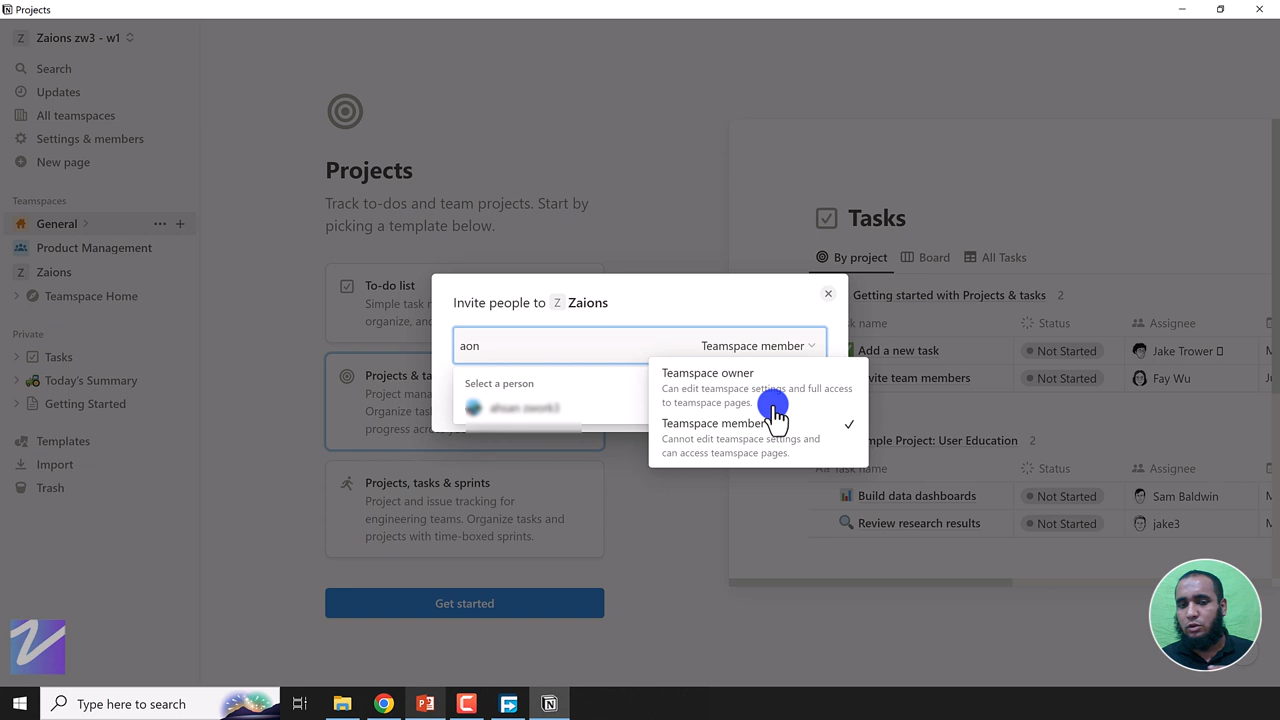 Projects
Z Zaions zw3 - w1
Search
Updates
All teamspaces
Settings & members
New page
Teamspaces
General
Product Management
Z Zaions
Teamspace Home
Private
Tasks
Today's Summary
Getting Started
Templates
Import
Trash
Projects
Track to-dos and team projects. Start by
picking a template below.
To-do list
Simple task
organize, an
Projects & ta
Project mana
Organize tas
progress acr
Projects, tasks & sprints
Project and issue tracking for
engineering teams. Organize tasks and
projects with time-boxed sprints.
Get started
Invite people to Z Zaions
aon
Teamspace member
Select a person
ahsan zwork3
Teamspace owner
Can edit teamspace settings and full access
to teamspace pages.
Teamspace member
Cannot edit teamspace settings and
can access teamspace pages.
Tasks
By project Board All Tasks
Getting started with Projects & tasks 2
k name Status Assignee
Add a new task Not Started Jake Trower
vite team members Not Started Fay Wu
mple Project: User Education 2
Aa Task name Status Assignee
Build data dashboards Not Started Sam Baldwin
Review research results Not Started jake3
Type here to search